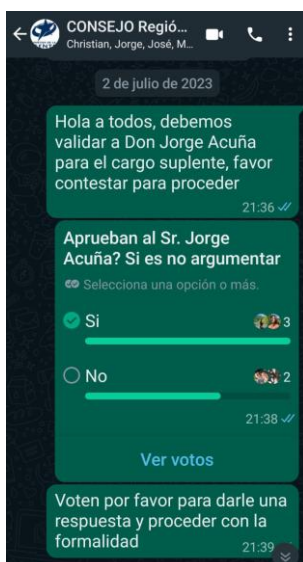 CONSEJO Regió...
Christian, Jorge, José, M...
2 de julio de 2023
Hola a todos, debemos
validar a Don Jorge Acuña
para el cargo suplente, favor
contestar para proceder
21:36
Aprueban al Sr. Jorge
Acuña? Si es no argumentar
Selecciona una opción o más.
Si 3
No 2
21:38
Ver votos
Voten por favor para darle una
respuesta y proceder con la
formalidad
21:39